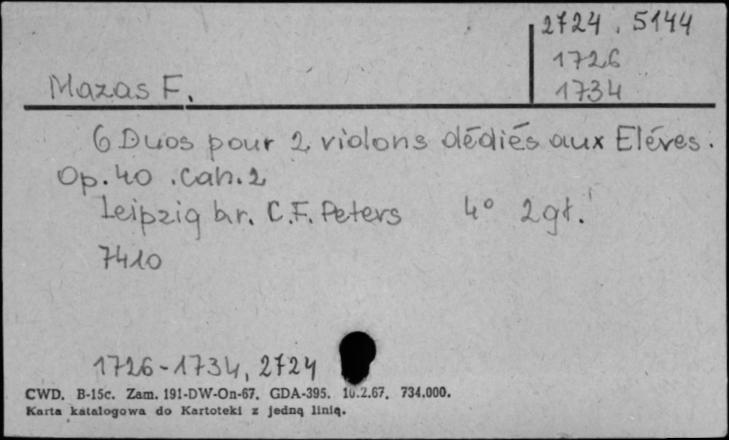 2724, 5144
1726
Mazas F.
1734
6 Duos pour 2 violons dédiés aux Eléves.
Op. 40. Cah. 2
Leipzig br. C.F. Peters 4° 2gł.
7410
1726-1734, 2724
CWD. B-15c. Zam. 191-DW-On-67. GDA-395. 10.2.67. 734.000.
Karta katalogowa do Kartoteki z jedną linią.